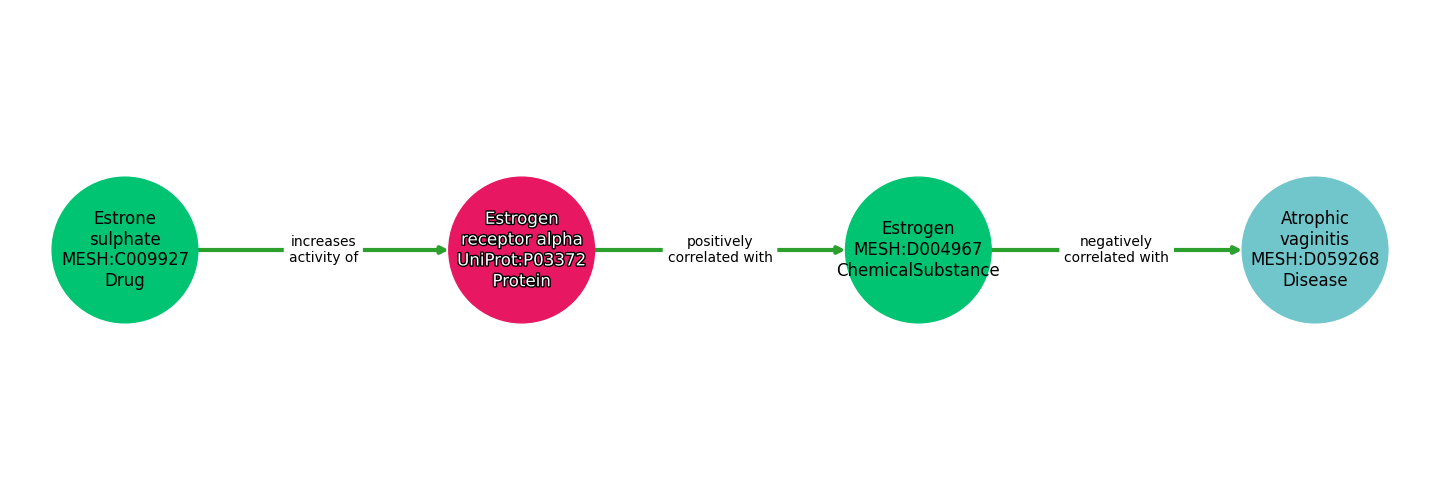 Estrone
sulphate
MESH:C009927
Drug
increases
activity of
Estrogen
receptor alpha
UniProt:P03372
Protein
positively
correlated with
Estrogen
MESH:D004967
ChemicalSubstance
negatively
correlated with
Atrophic
vaginitis
MESH:D059268
Disease